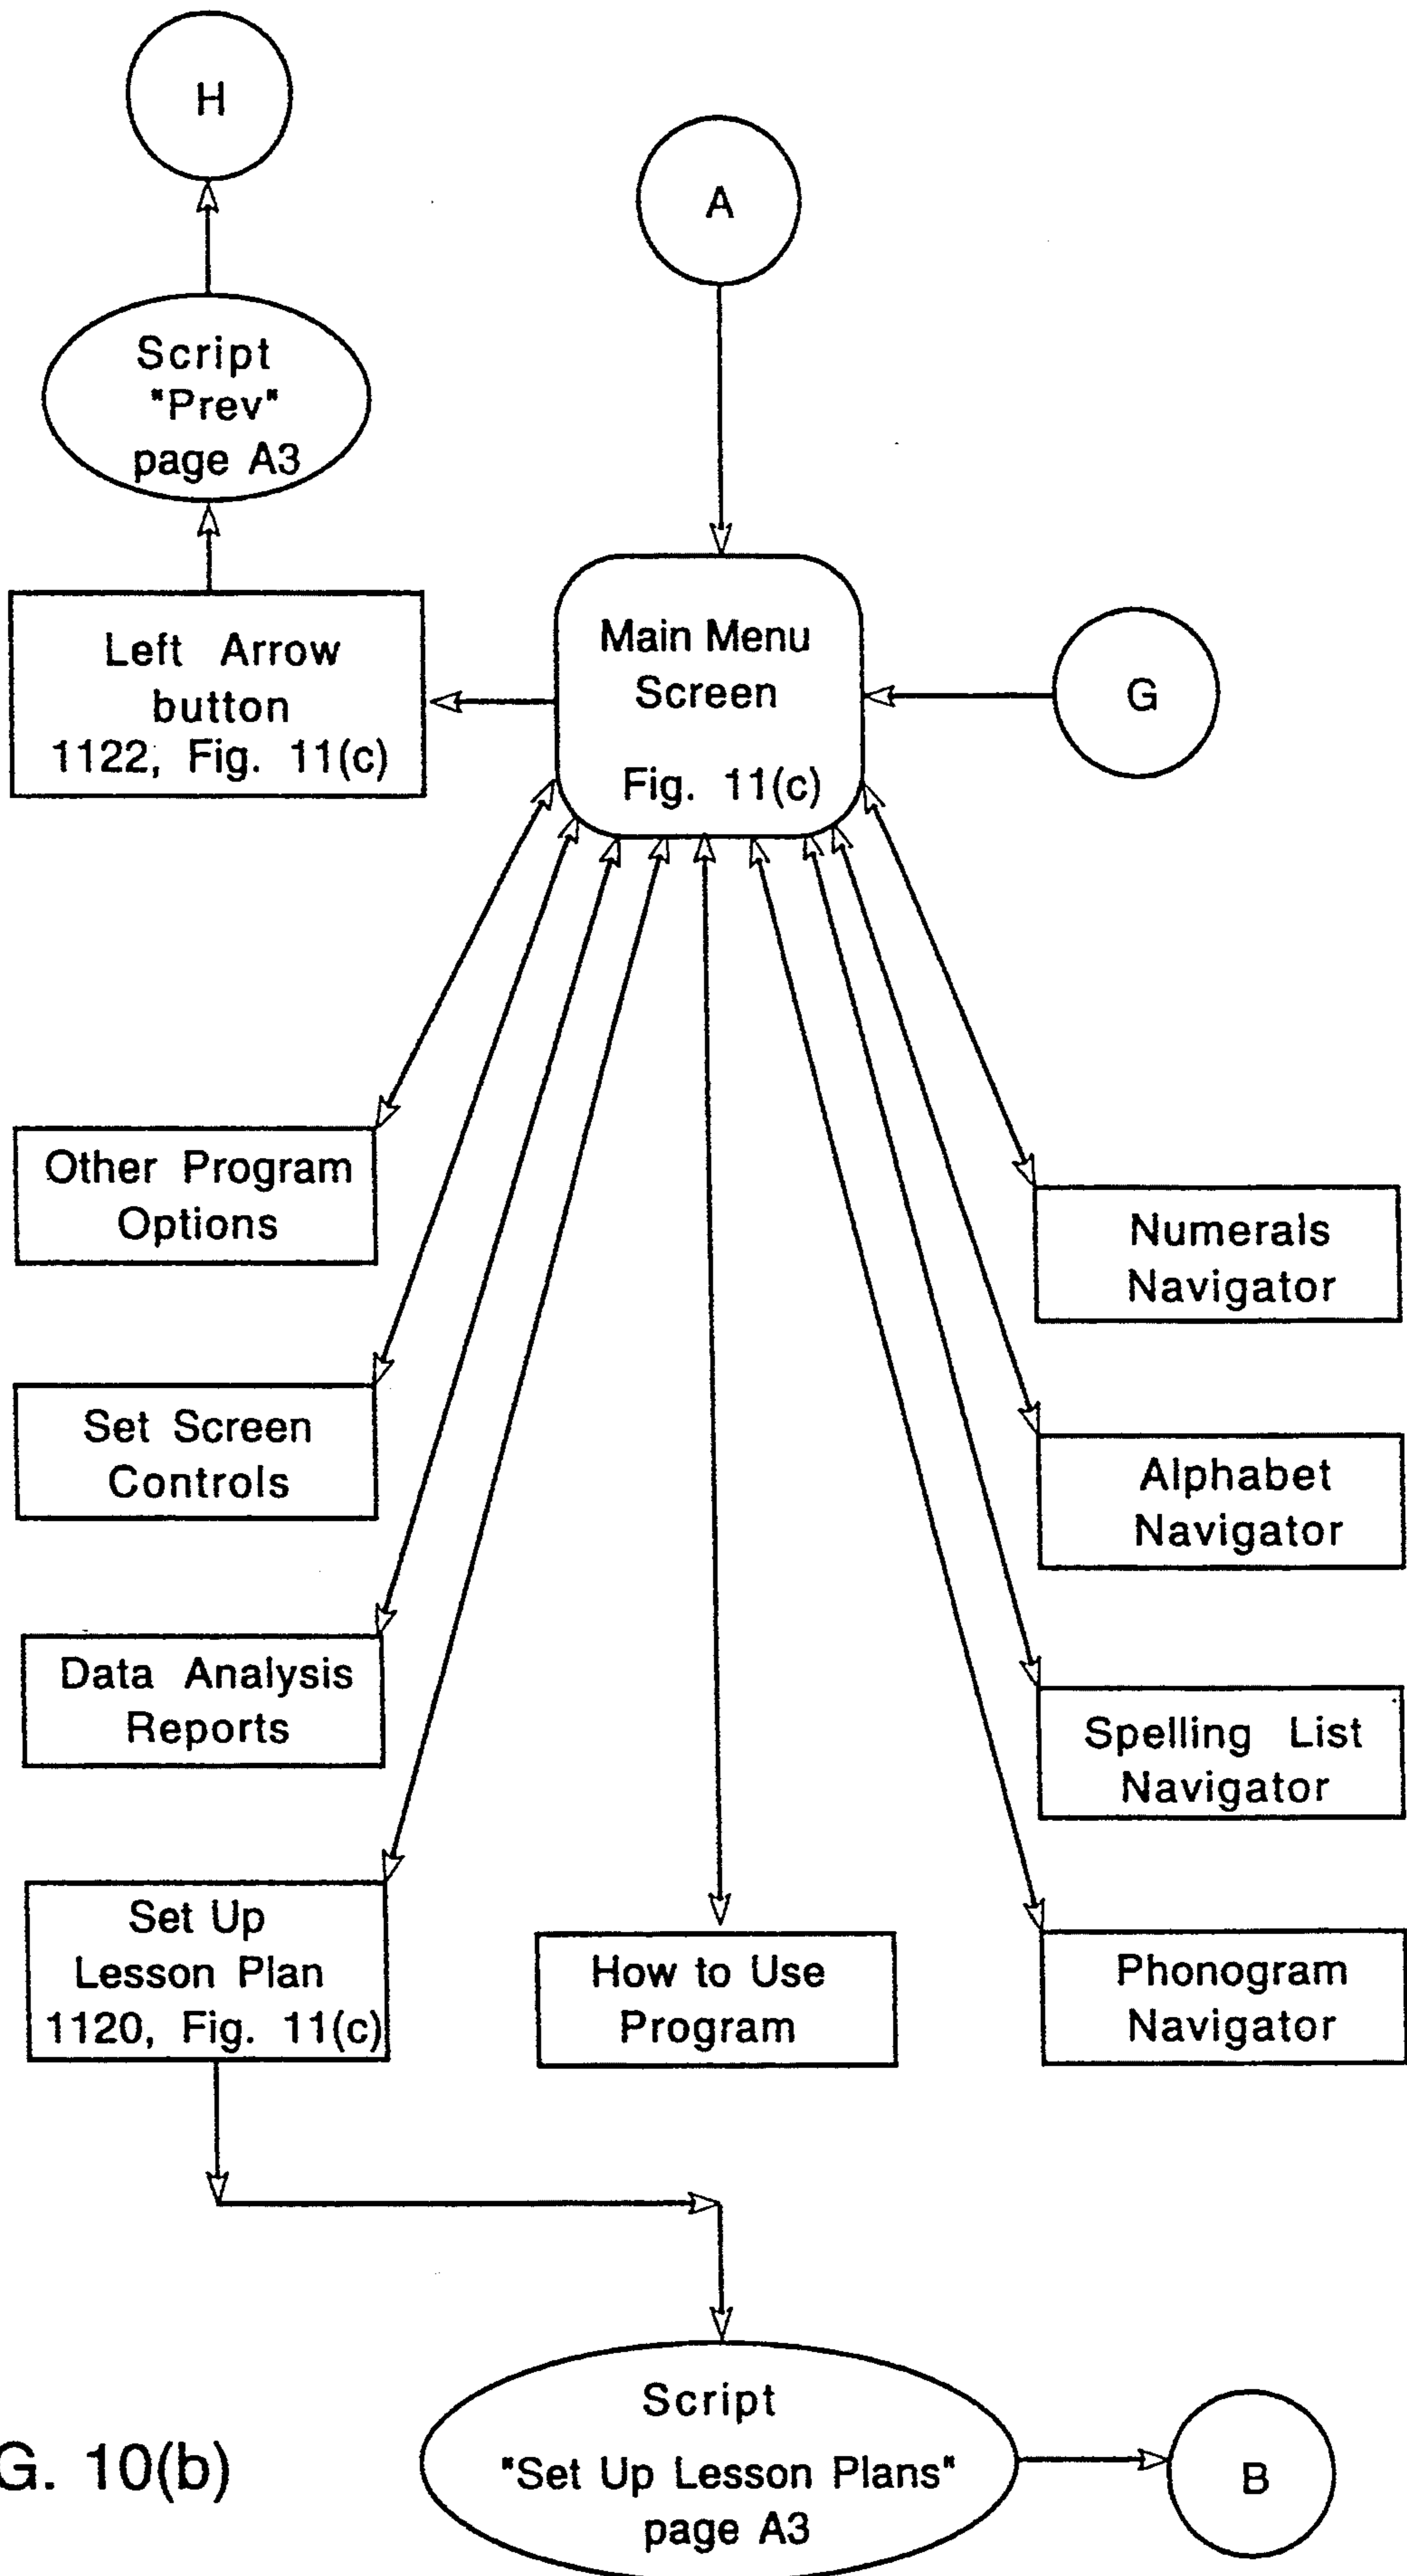 H
A
Script
"Prev"
page A3
Left Arrow
button
1122, Fig. 11(c)
Main Menu
Screen
Fig. 11(c)
G
Other Program
Options
Numerals
Navigator
Set Screen
Controls
Alphabet
Navigator
Data Analysis
Reports
Spelling List
Navigator
Set Up
Lesson Plan
1120, Fig. 11(c)
How to Use
Program
Phonogram
Navigator
Script
"Set Up Lesson Plans"
page A3
B
G. 10(b)